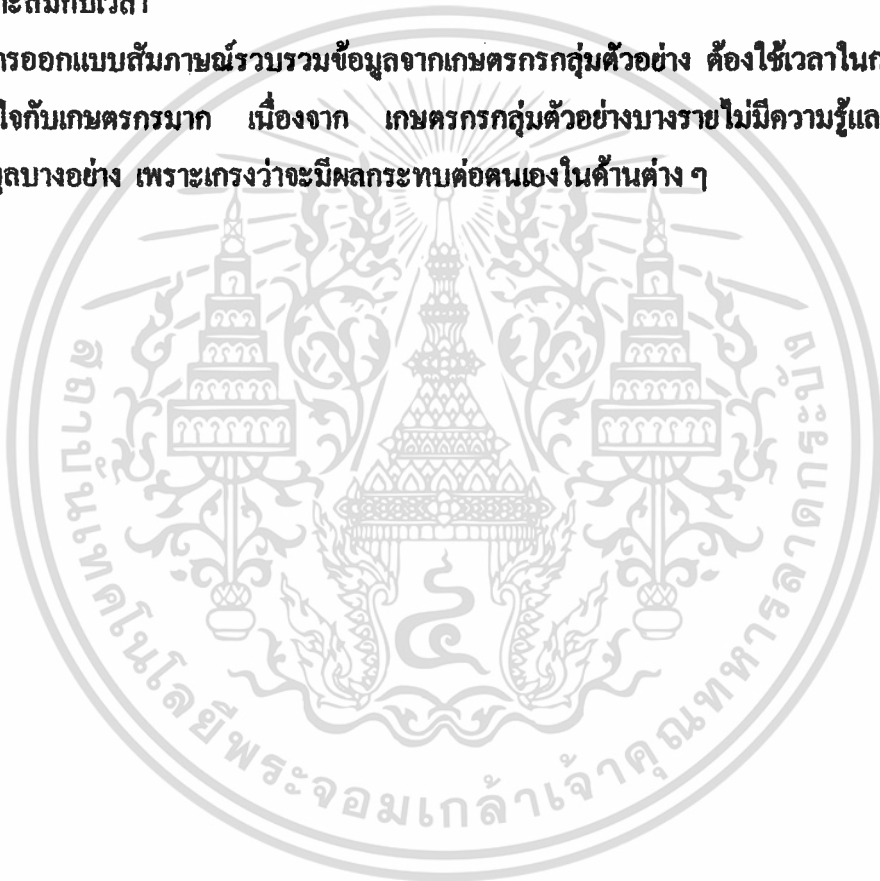 าะสมกับเวลา
ารออกแบบสัมภาษณ์รวบรวมข้อมูลจากเกษตรกรกลุ่มตัวอย่าง ต้องใช้เวลาในก
ใจกับเกษตรกรมาก เนื่องจาก เกษตรกรกลุ่มตัวอย่างบางรายไม่มีความรู้และ
ูลบางอย่าง เพราะเกรงว่าจะมีผลกระทบต่อตนเองในด้านต่าง ๆ
สถาบันเทคโนโลยีพระจอมเกล้าเจ้าคุณทหารลาดกระบัง